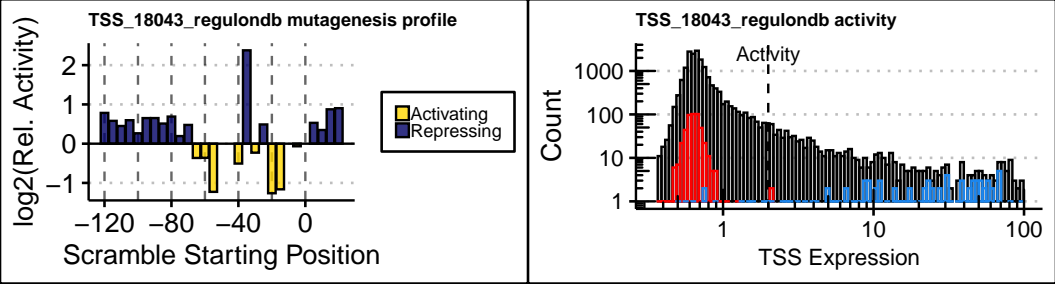 TSS_18043_regulondb mutagenesis profile
log2(Rel. Activity)
2
1
0
−1
−120
−80
−40
0
Scramble Starting Position
Activating
Repressing
TSS_18043_regulondb activity
Activity
Count
1000
100
10
1
1
10
100
TSS Expression